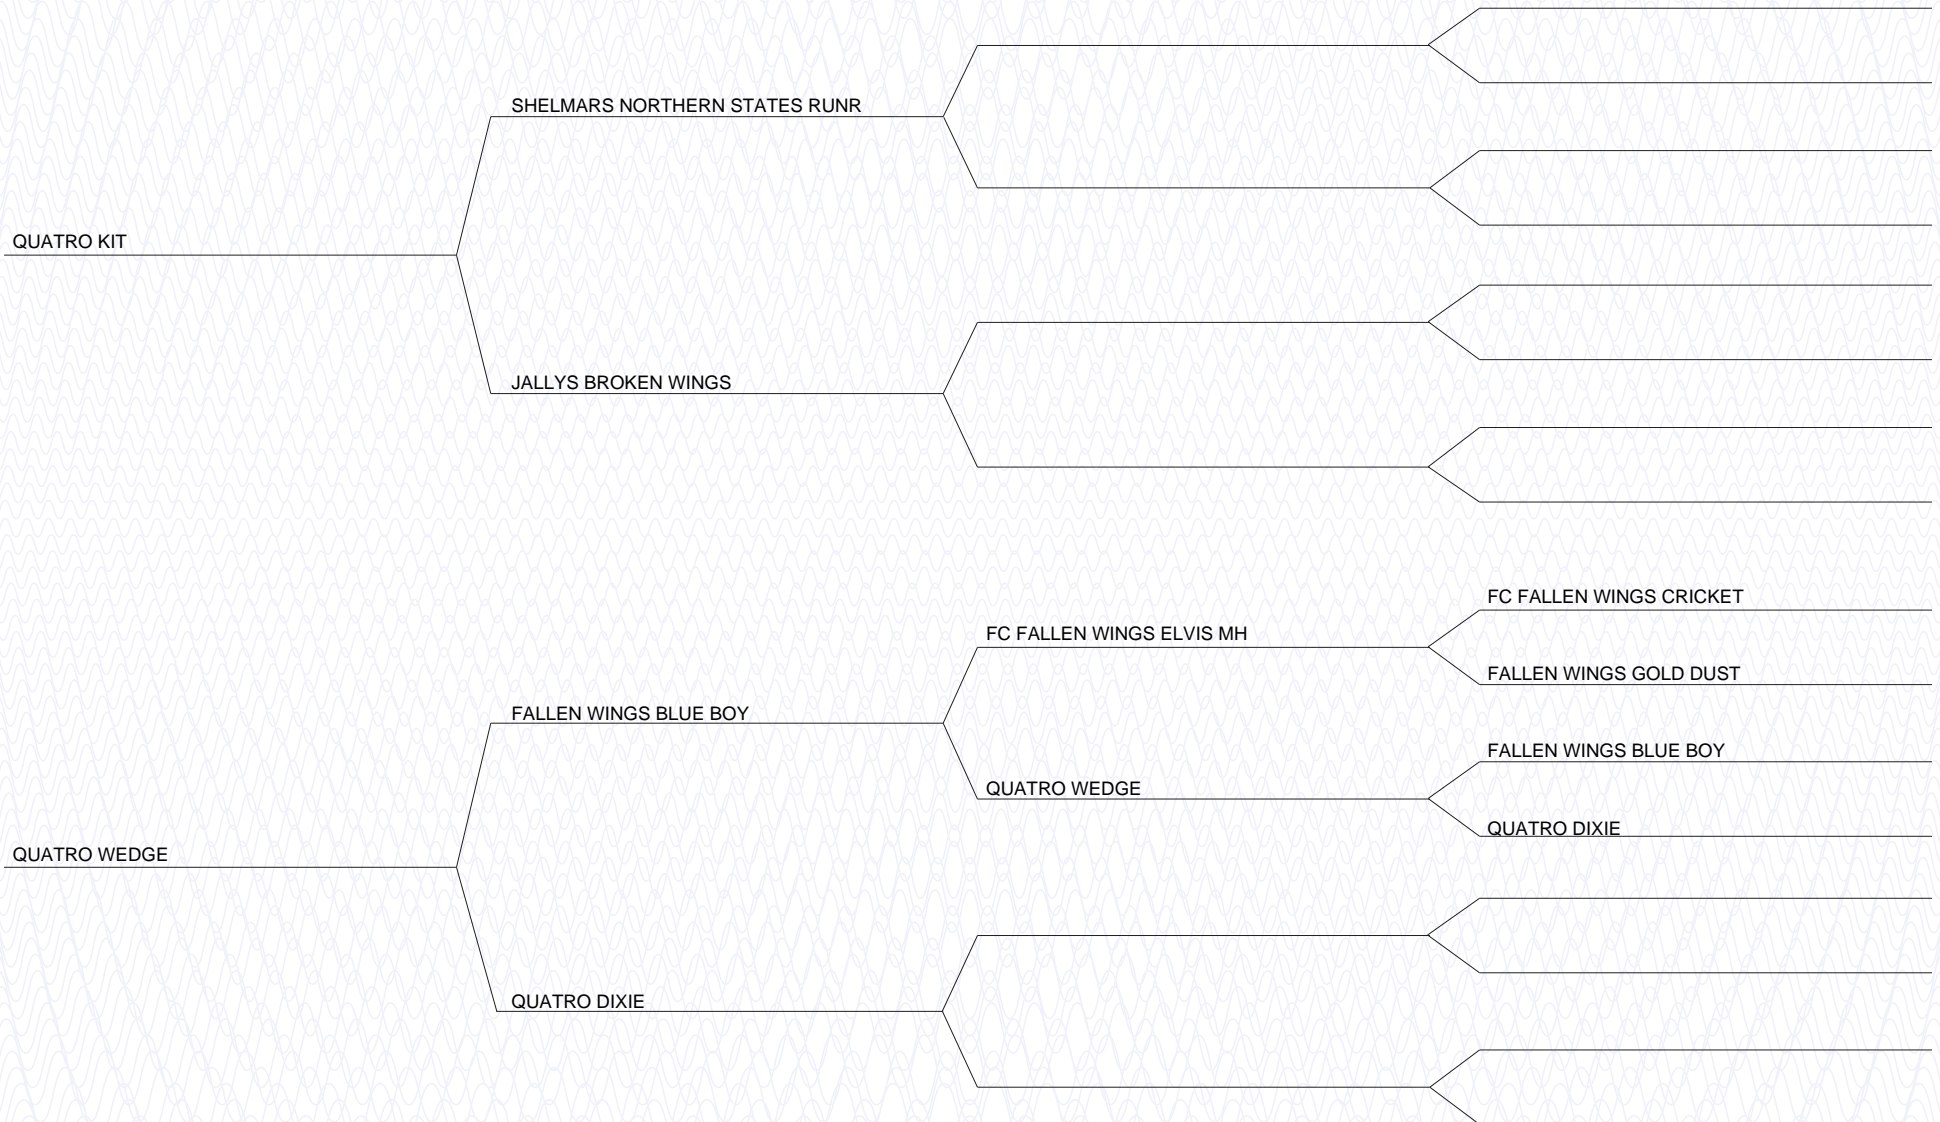 SHELMARS NORTHERN STATES RUNR
QUATRO KIT
JALLYS BROKEN WINGS
FC FALLEN WINGS CRICKET
FC FALLEN WINGS ELVIS MH
FALLEN WINGS GOLD DUST
FALLEN WINGS BLUE BOY
FALLEN WINGS BLUE BOY
QUATRO WEDGE
QUATRO DIXIE
QUATRO WEDGE
QUATRO DIXIE